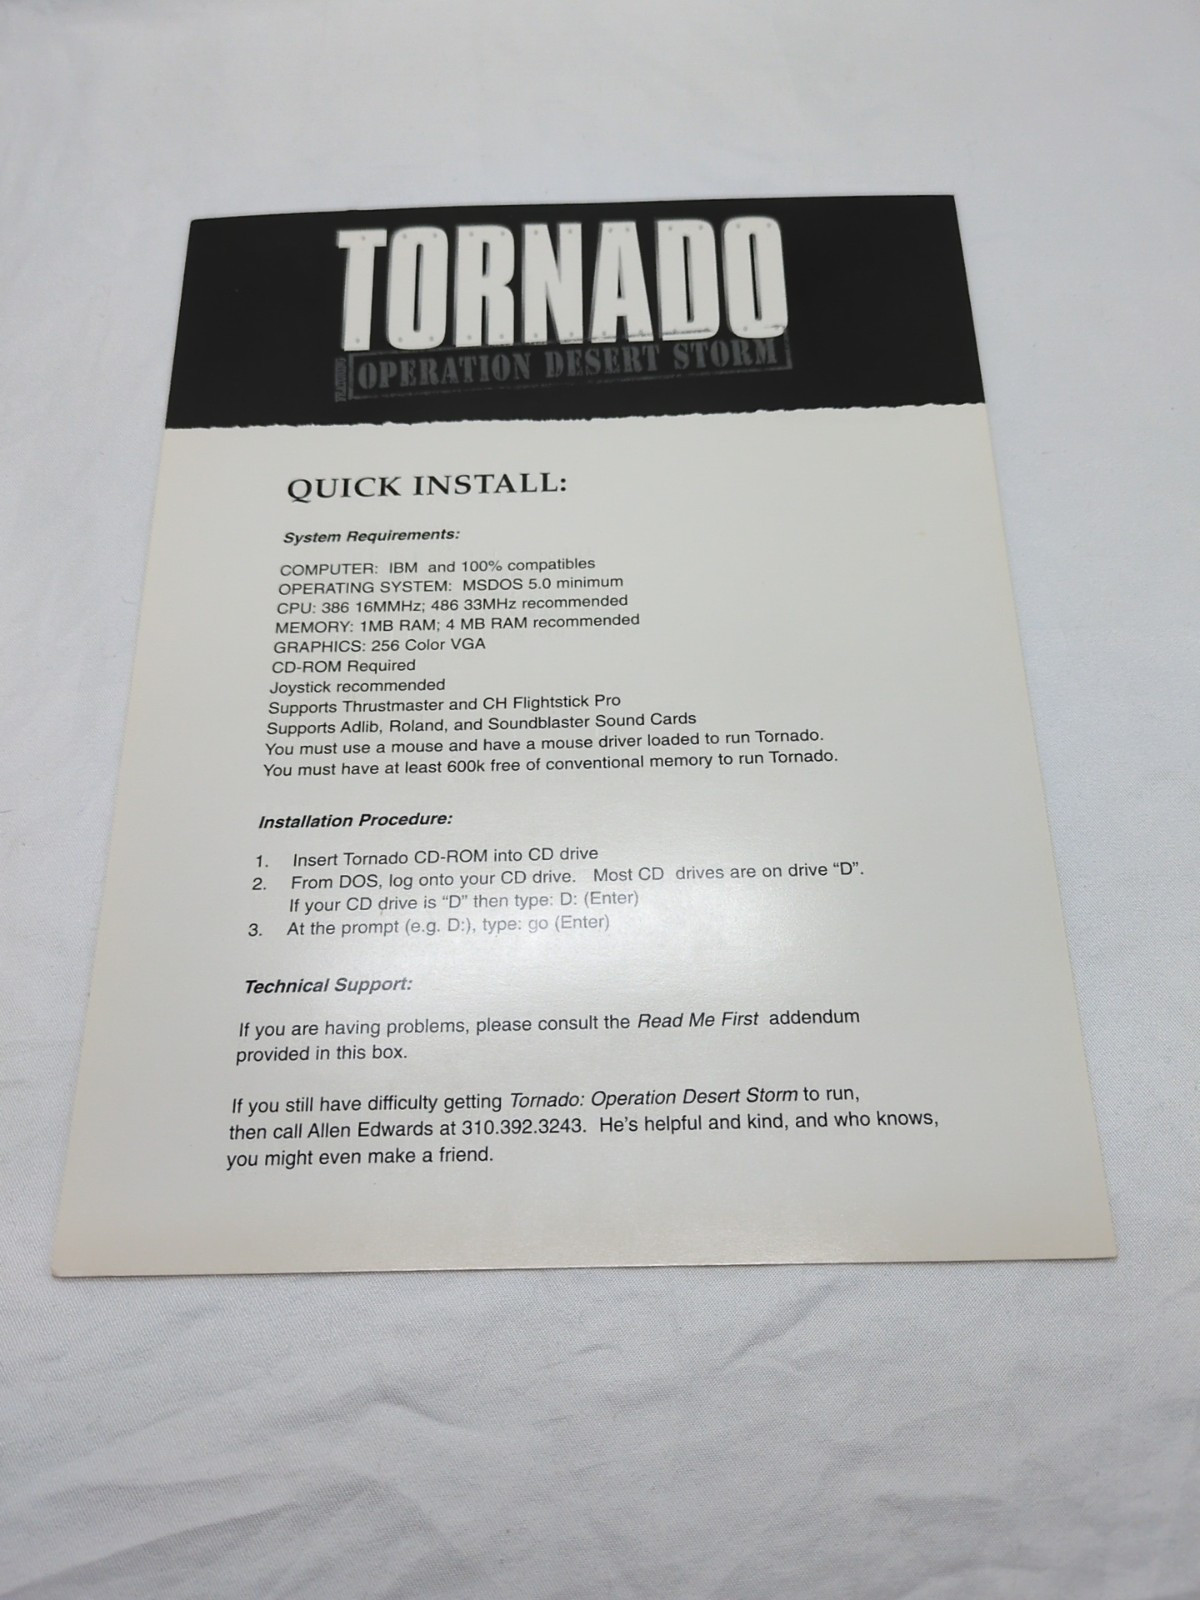 TORNADO
FEATURING OPERATION DESERT STORM
QUICK INSTALL:
System Requirements:
COMPUTER: IBM and 100% compatibles
OPERATING SYSTEM: MSDOS 5.0 minimum
CPU: 386 16MMHz; 486 33MHz recommended
MEMORY: 1MB RAM; 4 MB RAM recommended
GRAPHICS: 256 Color VGA
CD-ROM Required
Joystick recommended
Supports Thrustmaster and CH Flightstick Pro
Supports Adlib, Roland, and Soundblaster Sound Cards
You must use a mouse and have a mouse driver loaded to run Tornado.
You must have at least 600k free of conventional memory to run Tornado.
Installation Procedure:
1. Insert Tornado CD-ROM into CD drive
2. From DOS, log onto your CD drive. Most CD drives are on drive “D”.
If your CD drive is “D” then type: D: (Enter)
3. At the prompt (e.g. D:), type: go (Enter)
Technical Support:
If you are having problems, please consult the Read Me First addendum
provided in this box.
If you still have difficulty getting Tornado: Operation Desert Storm to run,
then call Allen Edwards at 310.392.3243. He's helpful and kind, and who knows,
you might even make a friend.